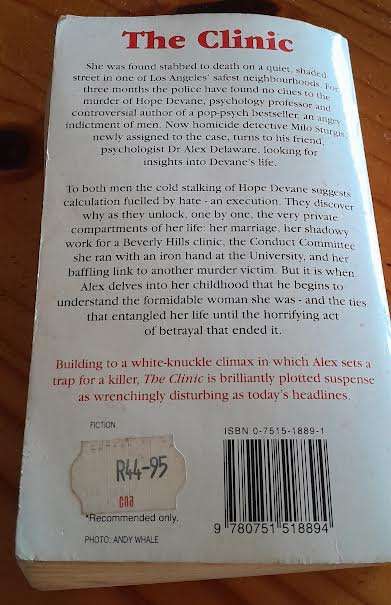 The Clinic
She was found stabbed to death on a quiet, shaded
street in one of Los Angeles' safest neighbourhoods. For
three months the police have found no clues to the
murder of Hope Devane, psychology professor and
controversial author of a pop-psych bestseller, an angry
indictment of men. Now homicide detective Milo Sturgis,
newly assigned to the case, turns to his friend,
psychologist Dr Alex Delaware, looking for
insights into Devane's life.
To both men the cold stalking of Hope Devane suggests
calculation fuelled by hate - an execution. They discover
why as they unlock, one by one, the very private
compartments of her life: her marriage, her shadowy
work for a Beverly Hills clinic, the Conduct Committee
she ran with an iron hand at the University, and her
baffling link to another murder victim. But it is when
Alex delves into her childhood that he begins to
understand the formidable woman she was - and the ties
that entangled her life until the horrifying act
of betrayal that ended it.
Building to a white-knuckle climax in which Alex sets a
trap for a killer, The Clinic is brilliantly plotted suspense
as wrenchingly disturbing as today's headlines.
FICTION
ISBN 0-7515-1889-1
R44-95
cna
*Recommended only.
9 780751 518894
PHOTO: ANDY WHALE